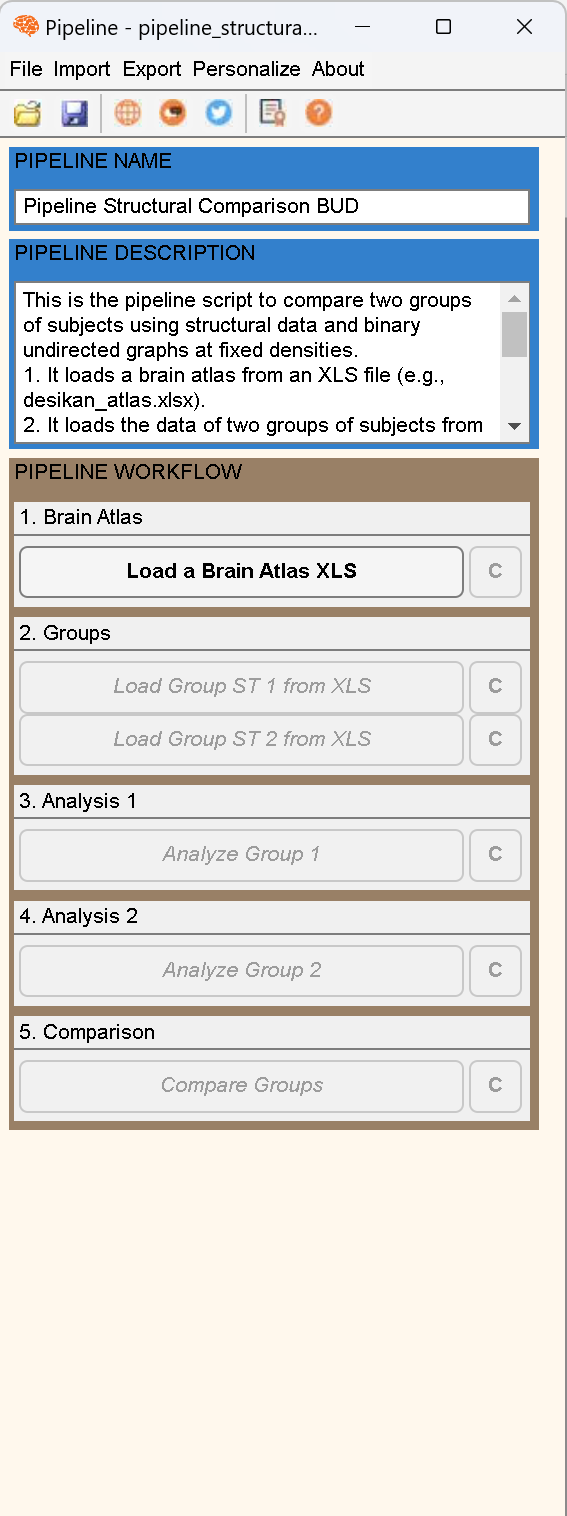 Pipeline - pipeline_structura...
File Import Export Personalize About
PIPELINE NAME
Pipeline Structural Comparison BUD
PIPELINE DESCRIPTION
This is the pipeline script to compare two groups
of subjects using structural data and binary
undirected graphs at fixed densities.
1. It loads a brain atlas from an XLS file (e.g.,
desikan_atlas.xlsx).
2. It loads the data of two groups of subjects from
PIPELINE WORKFLOW
1. Brain Atlas
Load a Brain Atlas XLS C
2. Groups
Load Group ST 1 from XLS C
Load Group ST 2 from XLS C
3. Analysis 1
Analyze Group 1 C
4. Analysis 2
Analyze Group 2 C
5. Comparison
Compare Groups C